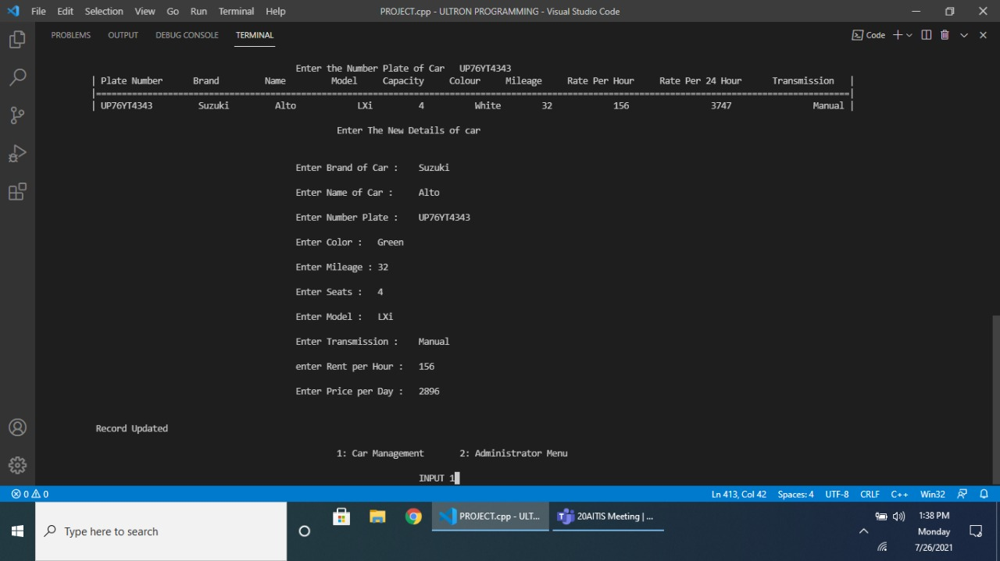 File Edit Selection View Go Run Terminal Help PROJECT.cpp - ULTRON PROGRAMMING - Visual Studio Code
PROBLEMS OUTPUT DEBUG CONSOLE TERMINAL Code
Enter the Number Plate of Car UP76YT4343
| Plate Number Brand Name Model Capacity Colour Mileage Rate Per Hour Rate Per 24 Hour Transmission |
|====================================================================================================================================================|
| UP76YT4343 Suzuki Alto LXi 4 White 32 156 3747 Manual |
Enter The New Details of car
Enter Brand of Car : Suzuki
Enter Name of Car : Alto
Enter Number Plate : UP76YT4343
Enter Color : Green
Enter Mileage : 32
Enter Seats : 4
Enter Model : LXi
Enter Transmission : Manual
enter Rent per Hour : 156
Enter Price per Day : 2896
Record Updated
1: Car Management 2: Administrator Menu
INPUT 1
0 0 Ln 413, Col 42 Spaces: 4 UTF-8 CRLF C++ Win32
Type here to search PROJECT.cpp - ULT... 20AITIS Meeting | ... 1:38 PM
Monday
7/26/2021